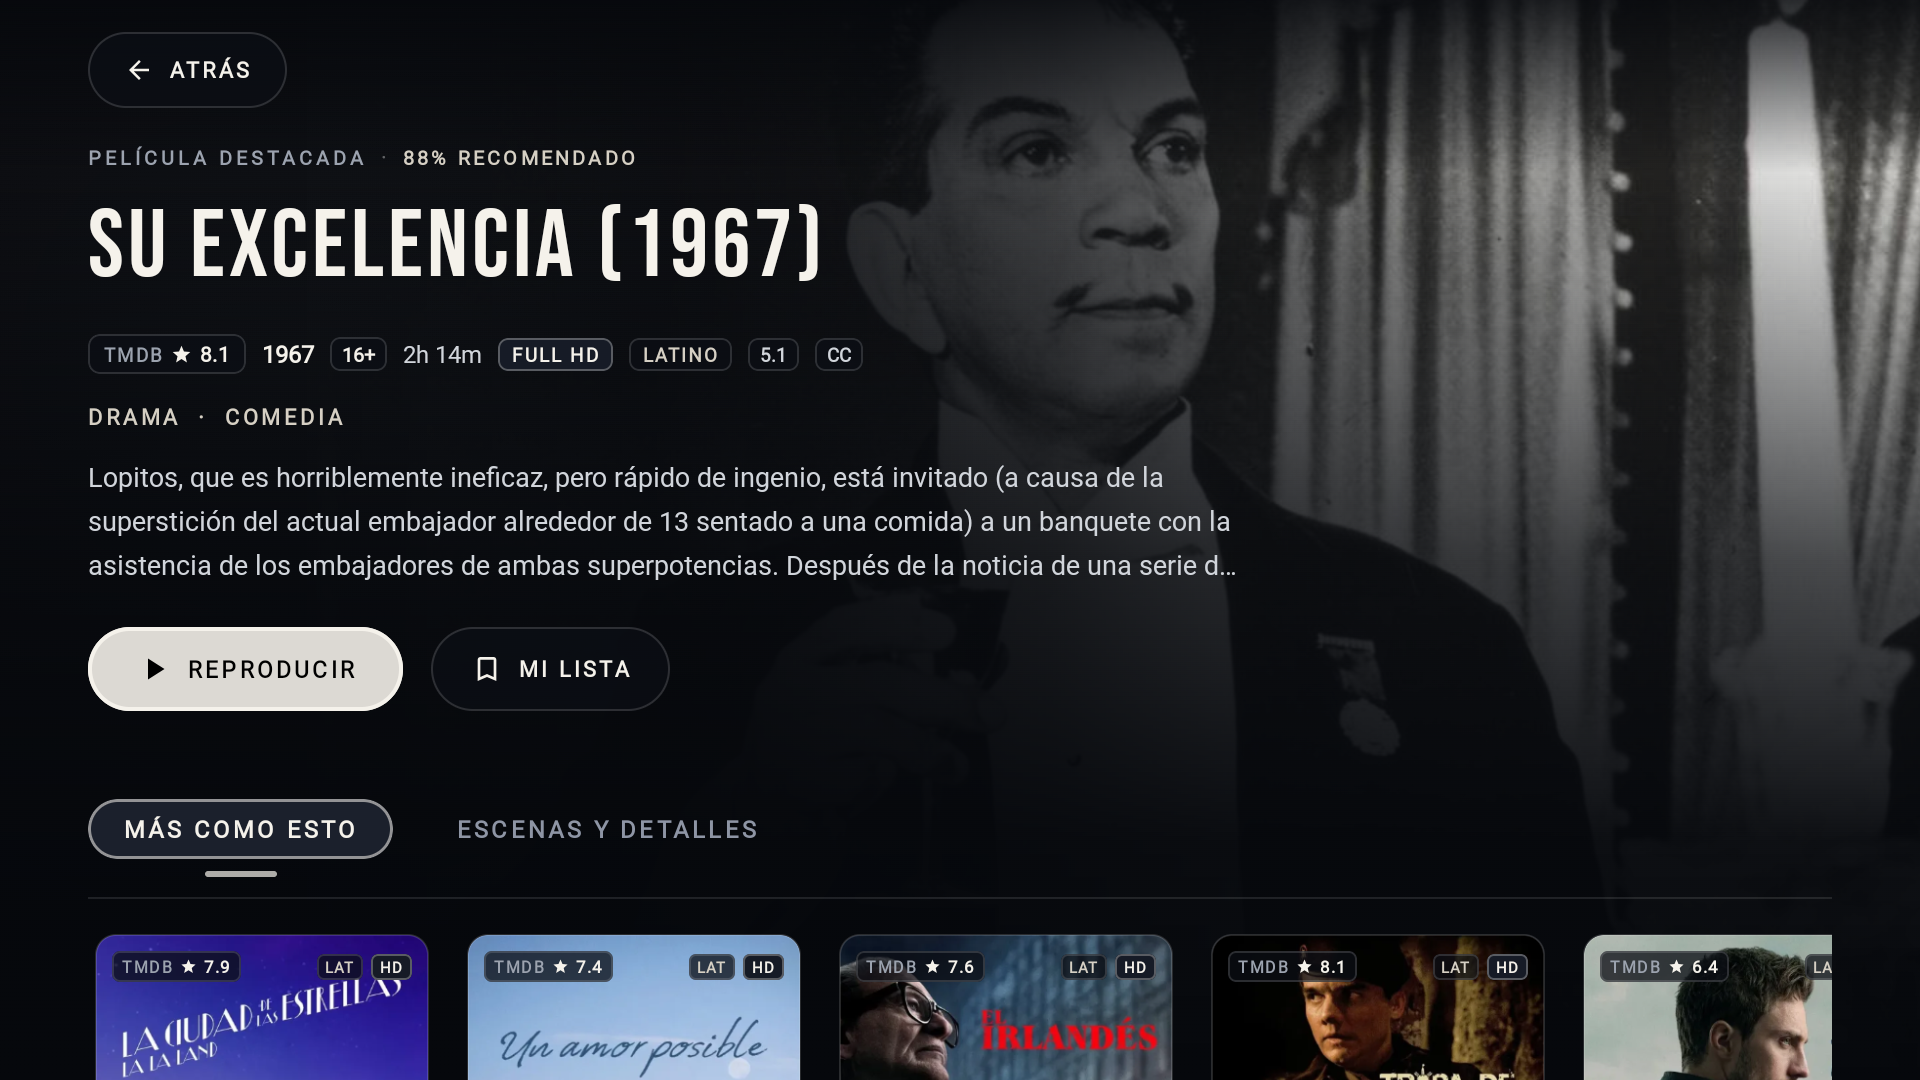 ATRÁS
PELÍCULA DESTACADA · 88% RECOMENDADO
SU EXCELENCIA (1967)
TMDB ★ 8.1 1967 16+ 2h 14m FULL HD LATINO 5.1 CC
DRAMA · COMEDIA
Lopitos, que es horriblemente ineficaz, pero rápido de ingenio, está invitado (a causa de la
superstición del actual embajador alrededor de 13 sentado a una comida) a un banquete con la
asistencia de los embajadores de ambas superpotencias. Después de la noticia de una serie d...
REPRODUCIR MI LISTA
MÁS COMO ESTO ESCENAS Y DETALLES
TMDB ★ 7.9 LAT HD
LA CIUDAD DE LAS ESTRELLAS
LA LA LAND
TMDB ★ 7.4 LAT HD
Un amor posible
TMDB ★ 7.6 LAT HD
EL
IRLANDÉS
TMDB ★ 8.1 LAT HD
TMDB ★ 6.4